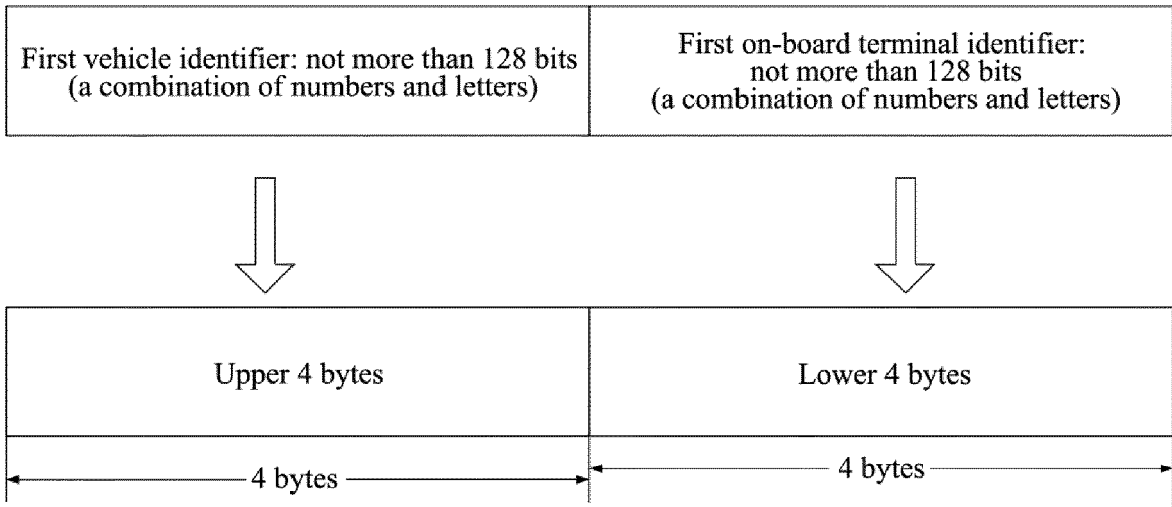 First vehicle identifier: not more than 128 bits
(a combination of numbers and letters)
First on-board terminal identifier:
not more than 128 bits
(a combination of numbers and letters)
Upper 4 bytes
Lower 4 bytes
4 bytes
4 bytes